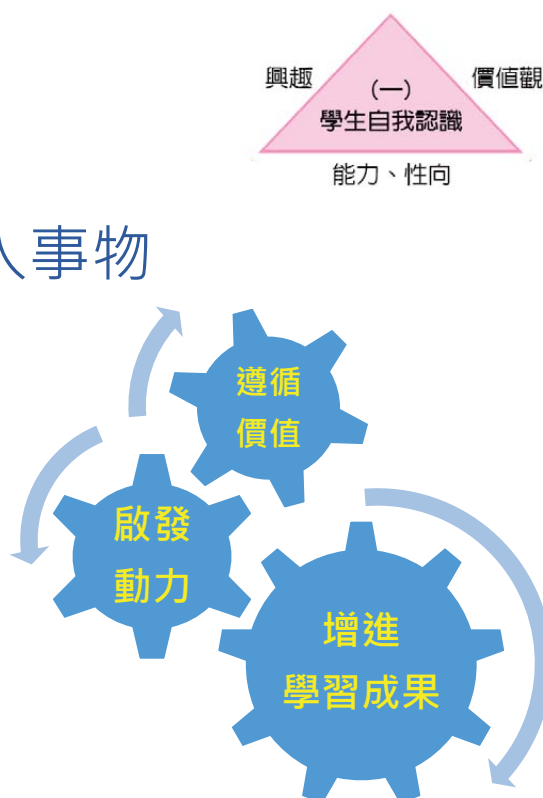 興趣
價值觀
(一)
學生自我認識
能力、性向
人事物
遵循
價值
啟發
動力
增進
學習成果